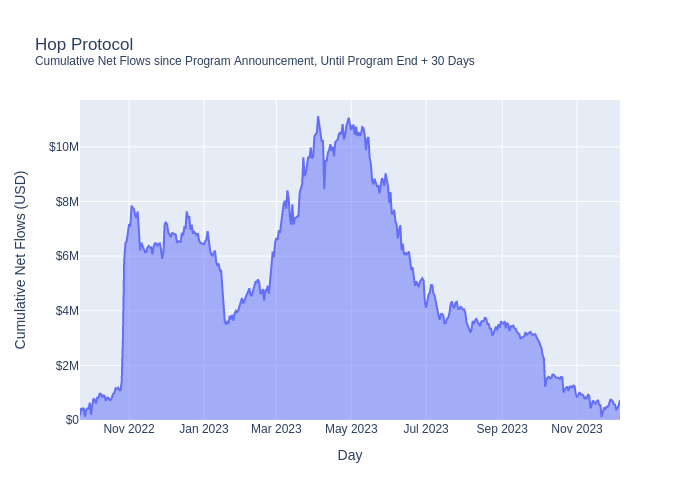 Hop Protocol
Cumulative Net Flows since Program Announcement, Until Program End + 30 Days
Cumulative Net Flows (USD)
$10M
$8M
$6M
$4M
$2M
$0
Nov 2022
Jan 2023
Mar 2023
May 2023
Jul 2023
Sep 2023
Nov 2023
Day